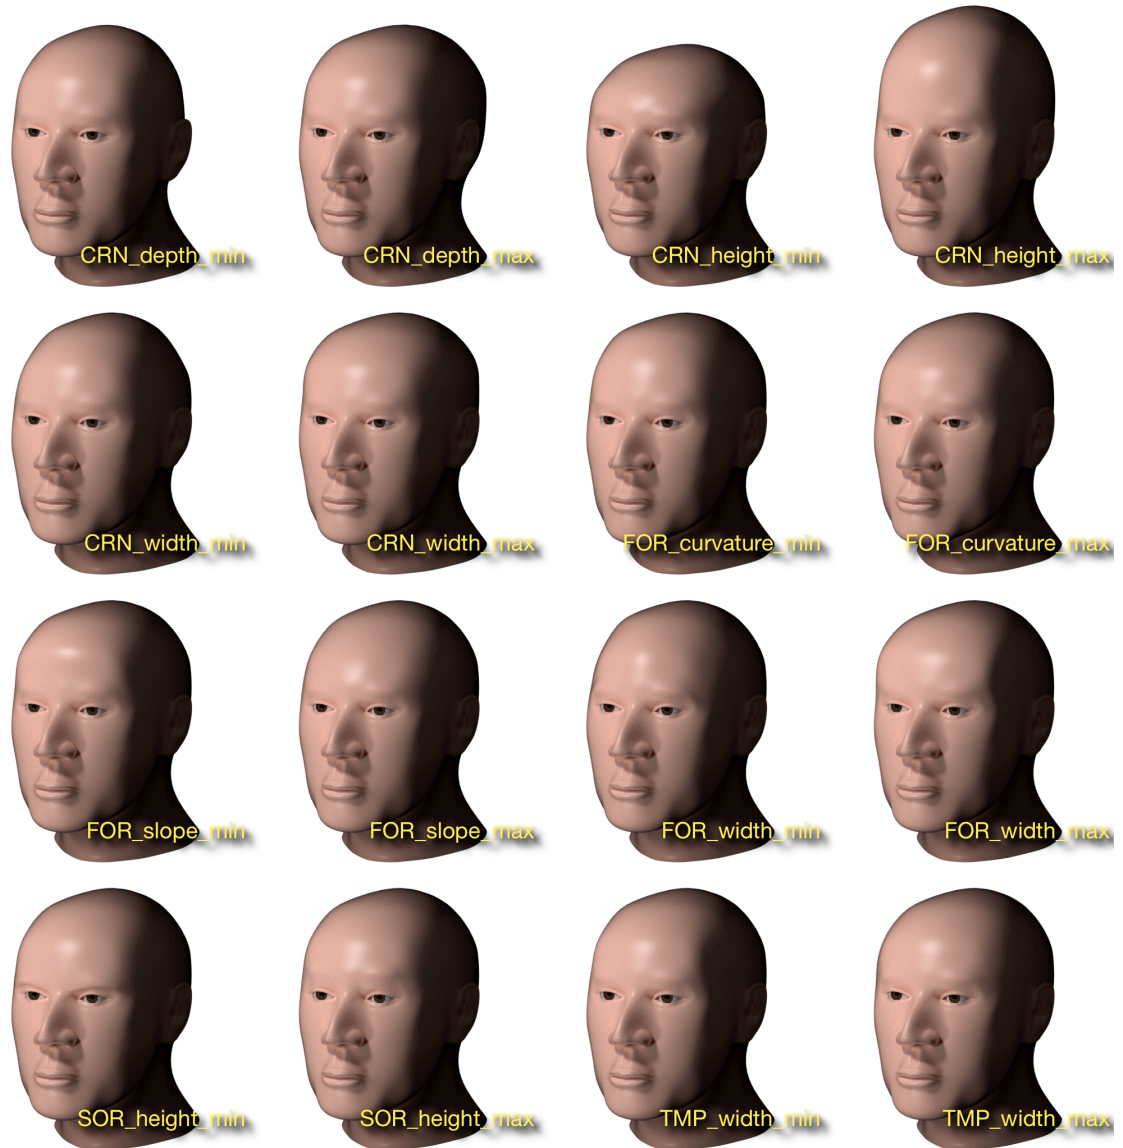 CRN_depth_min
CRN_depth_max
CRN_height_min
CRN_height_max
CRN_width_min
CRN_width_max
FOR_curvature_min
FOR_curvature_max
FOR_slope_min
FOR_slope_max
FOR_width_min
FOR_width_max
SOR_height_min
SOR_height_max
TMP_width_min
TMP_width_max